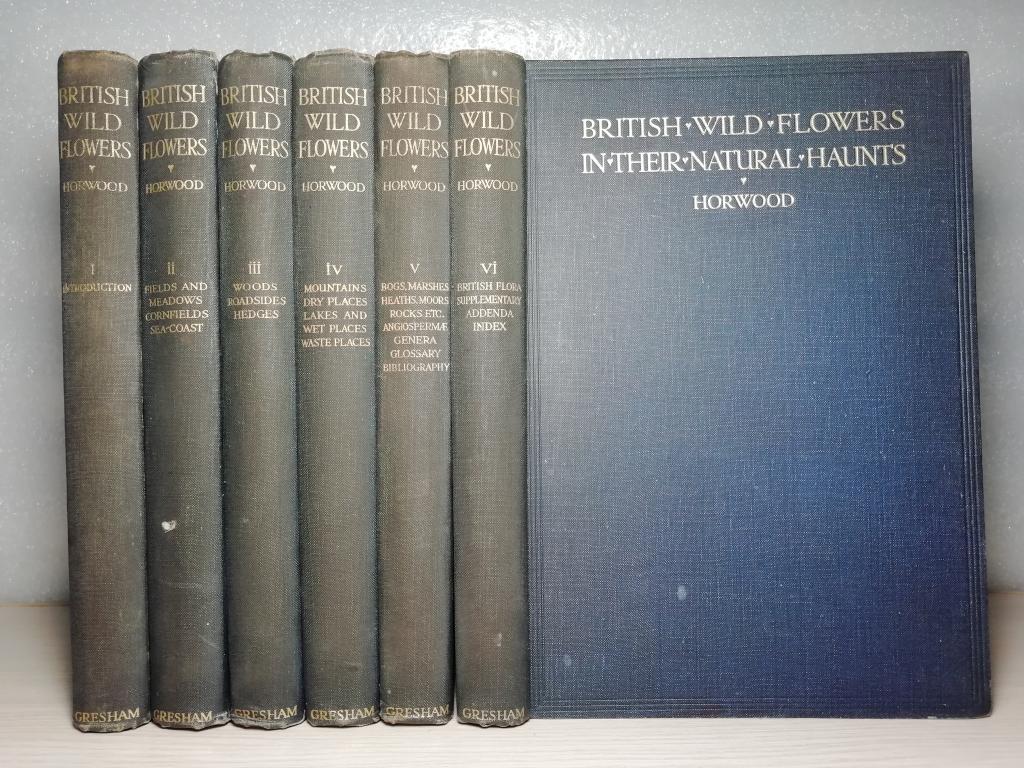 BRITISH
WILD
FLOWERS
HORWOOD
I
INTRODUCTION
GRESHAM
BRITISH
WILD
FLOWERS
HORWOOD
ii
FIELDS AND
MEADOWS
CORNFIELDS
SEA-COAST
GRESHAM
BRITISH
WILD
FLOWERS
HORWOOD
iii
WOODS
ROADSIDES
HEDGES
GRESHAM
BRITISH
WILD
FLOWERS
HORWOOD
iv
MOUNTAINS
DRY PLACES
LAKES AND
WET PLACES
WASTE PLACES
GRESHAM
BRITISH
WILD
FLOWERS
HORWOOD
V
BOGS, MARSHES
HEATHS, MOORS
ROCKS ETC.
ANGIOSPERMÆ
GENERA
GLOSSARY
BIBLIOGRAPHY
GRESHAM
BRITISH
WILD
FLOWERS
HORWOOD
vi
BRITISH FLORA
SUPPLEMENTARY
ADDENDA
INDEX
GRESHAM
BRITISH▾WILD▾FLOWERS
IN▾THEIR▾NATURAL▾HAUNTS
HORWOOD